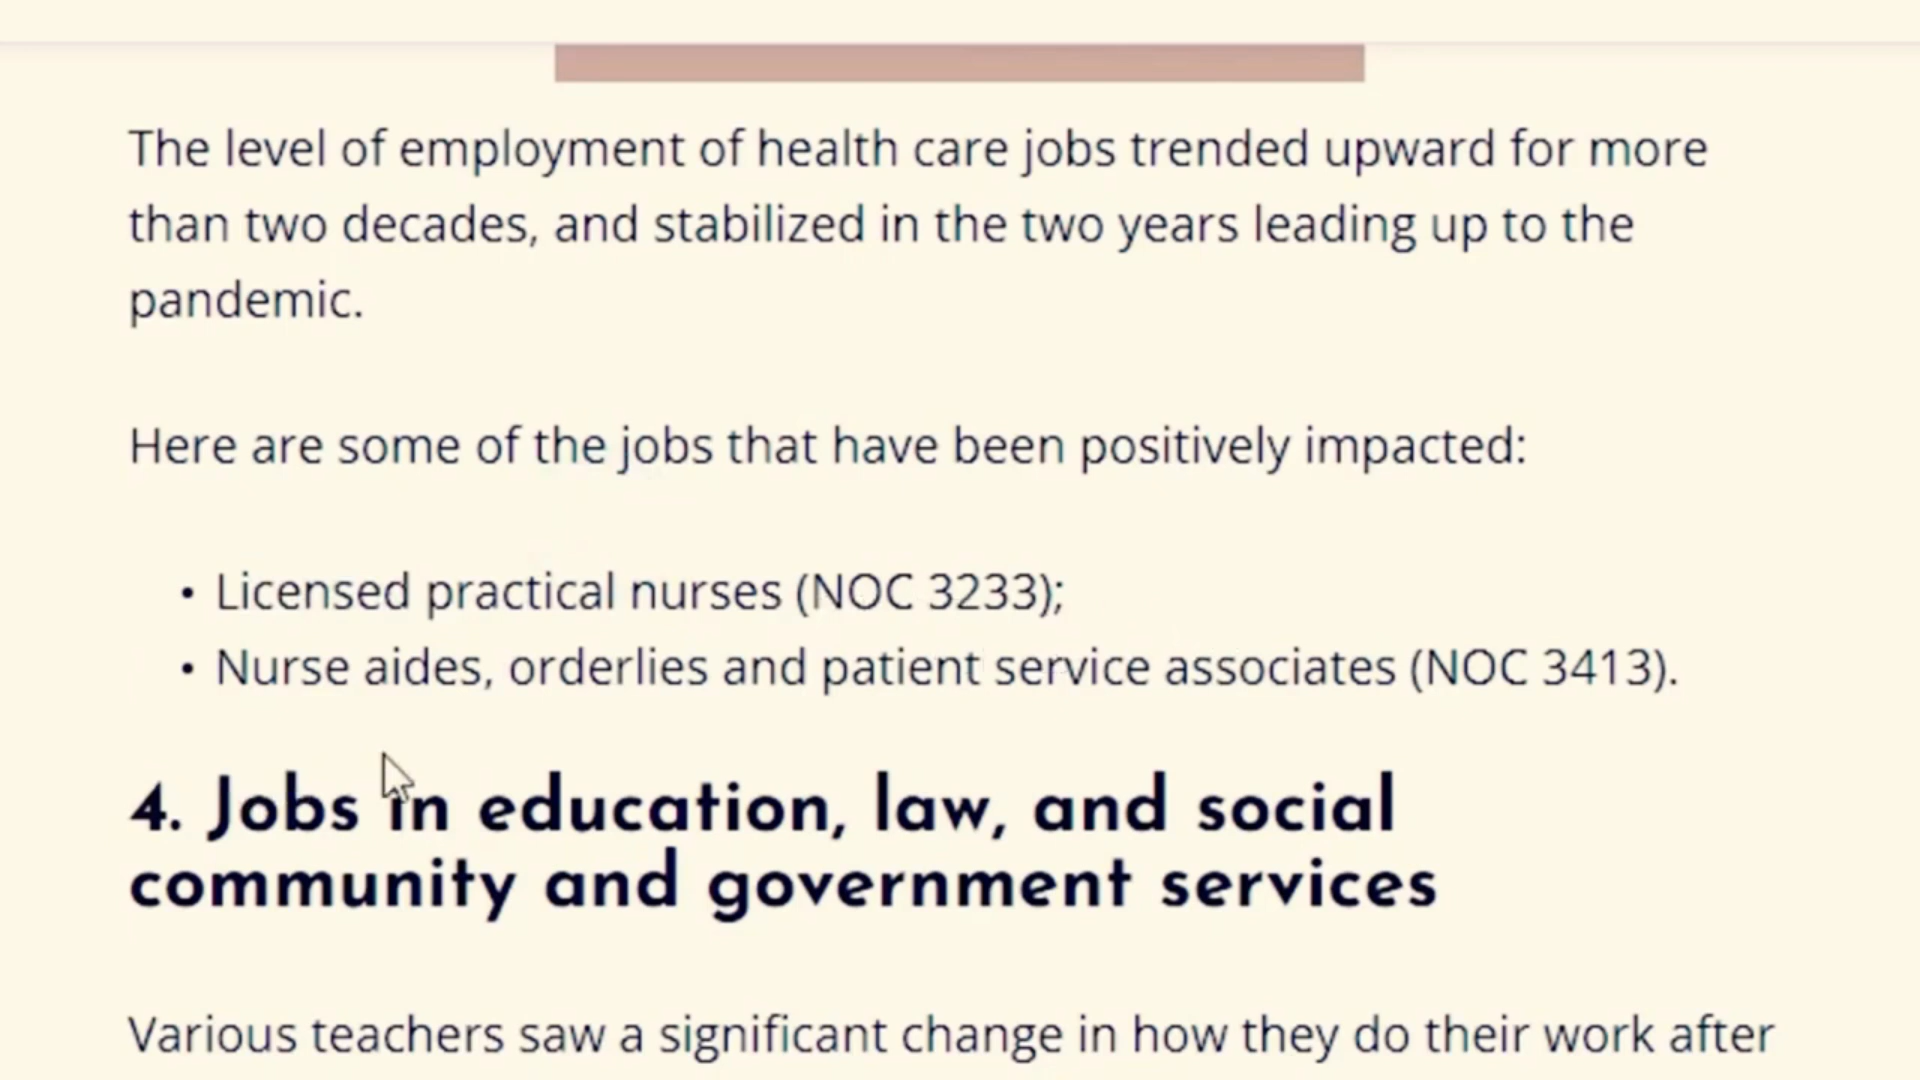 The level of employment of health care jobs trended upward for more
than two decades, and stabilized in the two years leading up to the
pandemic.
Here are some of the jobs that have been positively impacted:
• Licensed practical nurses (NOC 3233);
• Nurse aides, orderlies and patient service associates (NOC 3413).
4. Jobs in education, law, and social
community and government services
Various teachers saw a significant change in how they do their work after